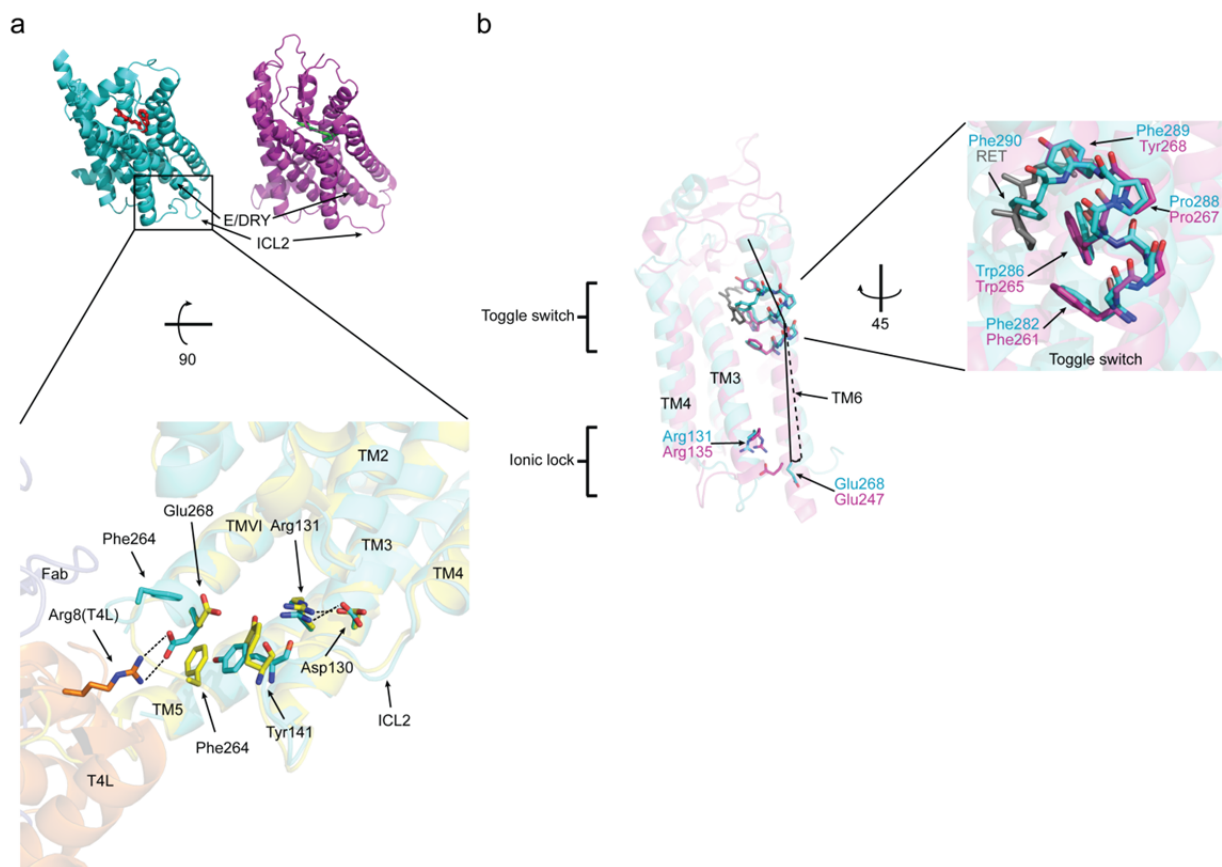 a
E/DRY
ICL2
90
TM2
Glu268
TMVI
Arg131
Phe264
TM3
TM4
Fab
Arg8(T4L)
Asp130
TM5
ICL2
Tyr141
Phe264
T4L
b
Toggle switch
TM3
TM4
TM6
Arg131
Arg135
Ionic lock
Glu268
Glu247
45
Phe289
Tyr268
Phe290
RET
Pro288
Pro267
Trp286
Trp265
Phe282
Phe261
Toggle switch